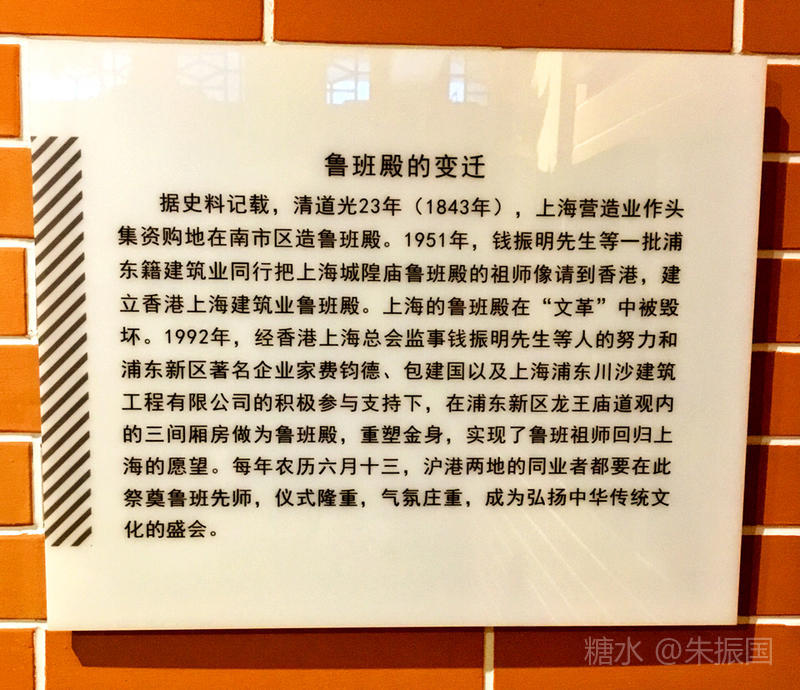 鲁班殿的变迁
据史料记载，清道光23年（1843年），上海营造业作头
集资购地在南市区造鲁班殿。1951年，钱振明先生等一批浦
东籍建筑业同行把上海城隍庙鲁班殿的祖师像请到香港，建
立香港上海建筑业鲁班殿。上海的鲁班殿在“文革”中被毁
坏。1992年，经香港上海总会监事钱振明先生等人的努力和
浦东新区著名企业家费钧德、包建国以及上海浦东川沙建筑
工程有限公司的积极参与支持下，在浦东新区龙王庙道观内
的三间厢房做为鲁班殿，重塑金身，实现了鲁班祖师回归上
海的愿望。每年农历六月十三，沪港两地的同业者都要在此
祭奠鲁班先师，仪式隆重，气氛庄重，成为弘扬中华传统文
化的盛会。
糖水 @朱振国